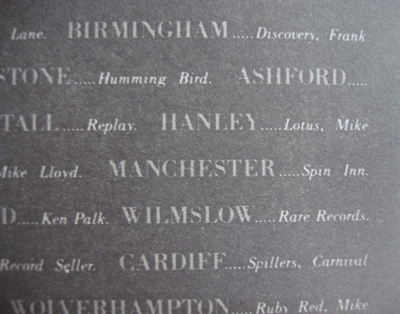 Lane. BIRMINGHAM.....Discovery, Frank
STONE.....Humming Bird. ASHFORD.....
TALL.....Replay. HANLEY.....Lotus, Mike
Mike Lloyd. MANCHESTER.....Spin Inn.
D.....Ken Palk. WILMSLOW.....Rare Records.
Record Seller. CARDIFF.....Spillers, Carnival
WOLVERHAMPTON.....Ruby Red, Mike